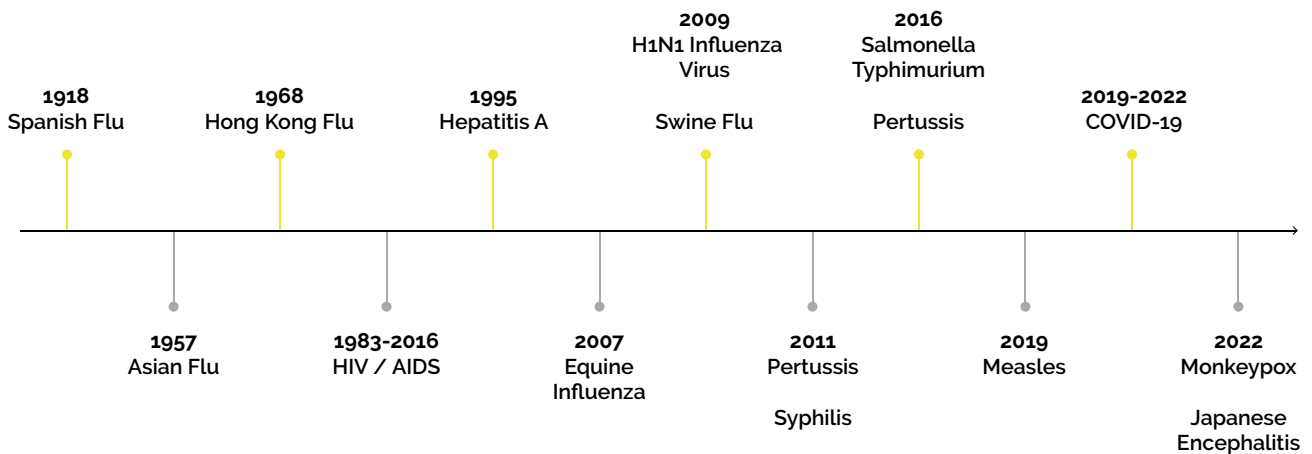 1918
Spanish Flu
1957
Asian Flu
1968
Hong Kong Flu
1983-2016
HIV / AIDS
1995
Hepatitis A
2007
Equine
Influenza
2009
H1N1 Influenza
Virus
Swine Flu
2011
Pertussis
Syphilis
2016
Salmonella
Typhimurium
Pertussis
2019
Measles
2019-2022
COVID-19
2022
Monkeypox
Japanese
Encephalitis